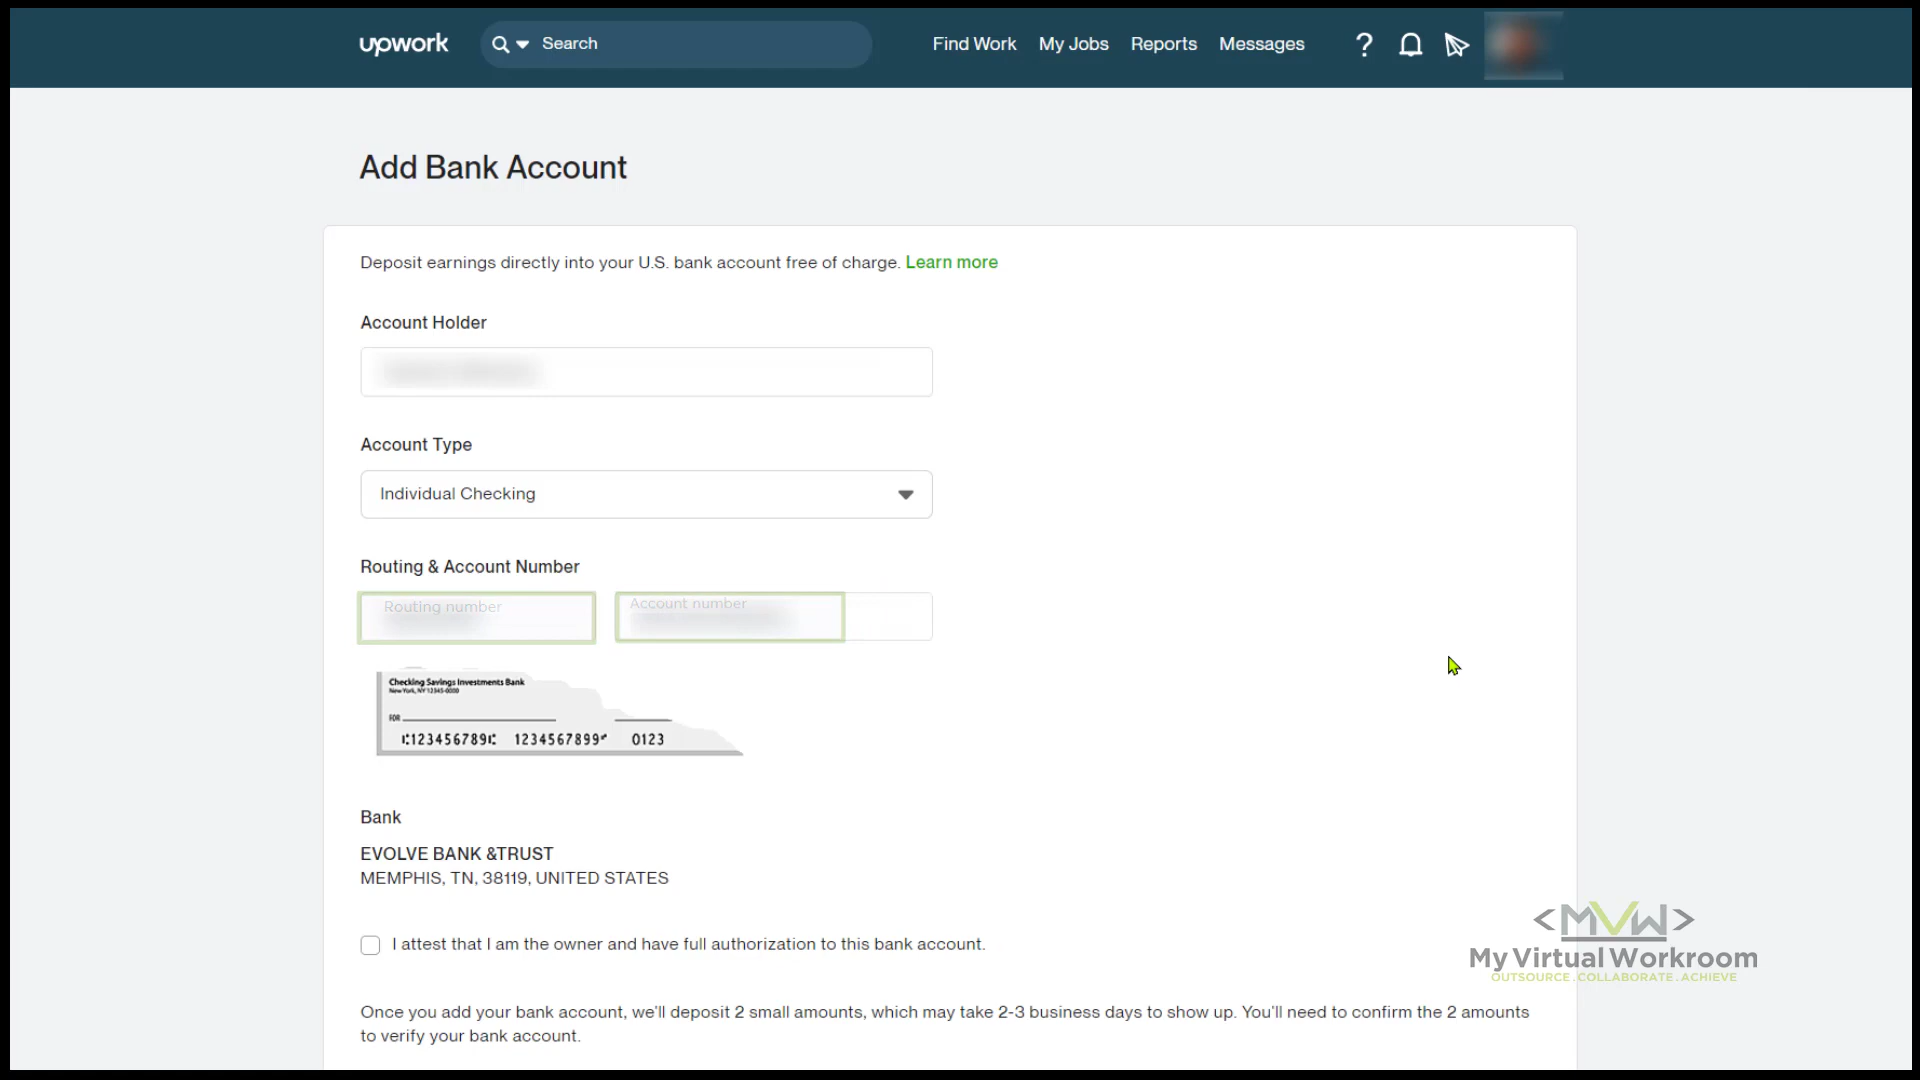 upwork
Search
Find Work
My Jobs
Reports
Messages
?
Add Bank Account
Deposit earnings directly into your U.S. bank account free of charge. Learn more
Account Holder
Account Type
Individual Checking
Routing & Account Number
Routing number
Account number
Checking Savings Investments Bank
New York, NY 12345-0000
FOR
⑆123456789⑆ 1234567899⑈ 0123
Bank
EVOLVE BANK &TRUST
MEMPHIS, TN, 38119, UNITED STATES
I attest that I am the owner and have full authorization to this bank account.
Once you add your bank account, we'll deposit 2 small amounts, which may take 2-3 business days to show up. You'll need to confirm the 2 amounts
to verify your bank account.
<MVW>
My Virtual Workroom
OUTSOURCE.COLLABORATE.ACHIEVE